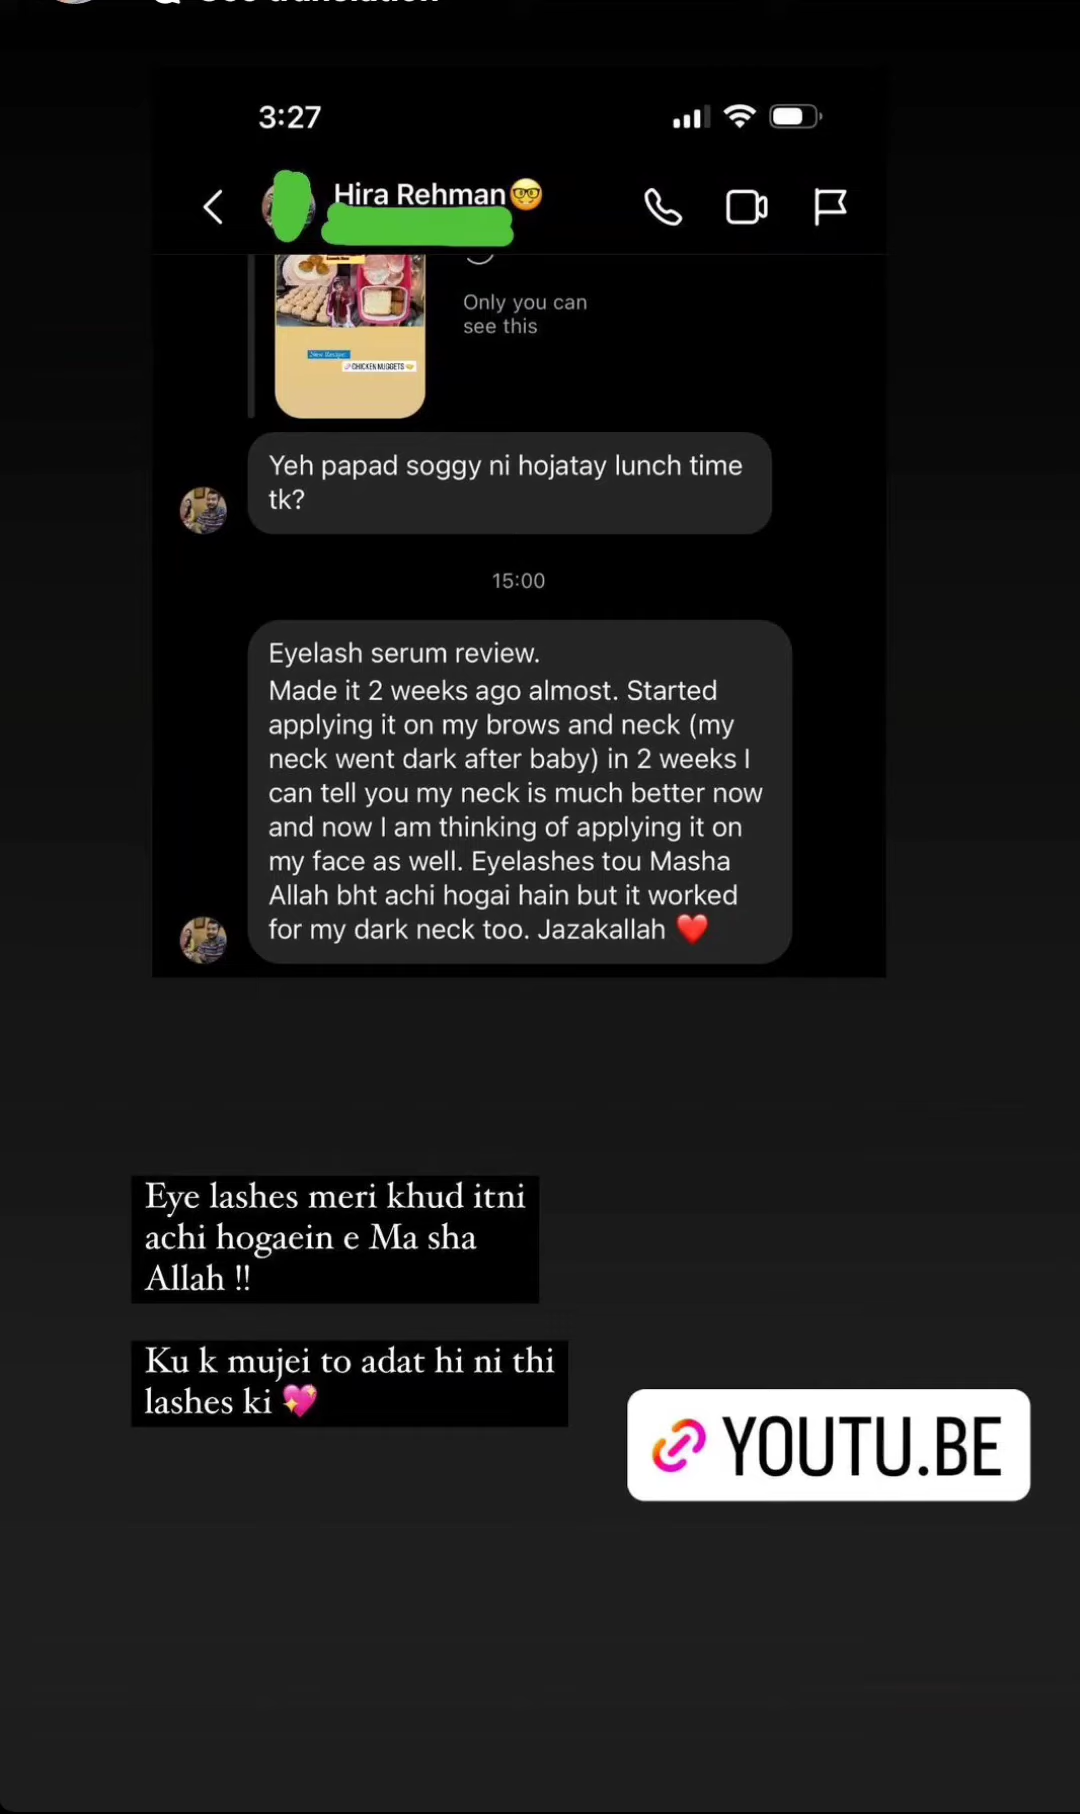 3:27
Hira Rehman🤓
Only you can
see this
New Recipe
CHICKEN NUGGETS
Yeh papad soggy ni hojatay lunch time
tk?
15:00
Eyelash serum review.
Made it 2 weeks ago almost. Started
applying it on my brows and neck (my
neck went dark after baby) in 2 weeks I
can tell you my neck is much better now
and now I am thinking of applying it on
my face as well. Eyelashes tou Masha
Allah bht achi hogai hain but it worked
for my dark neck too. Jazakallah ❤️
Eye lashes meri khud itni
achi hogaein e Ma sha
Allah !!
Ku k mujei to adat hi ni thi
lashes ki 💖
YOUTU.BE